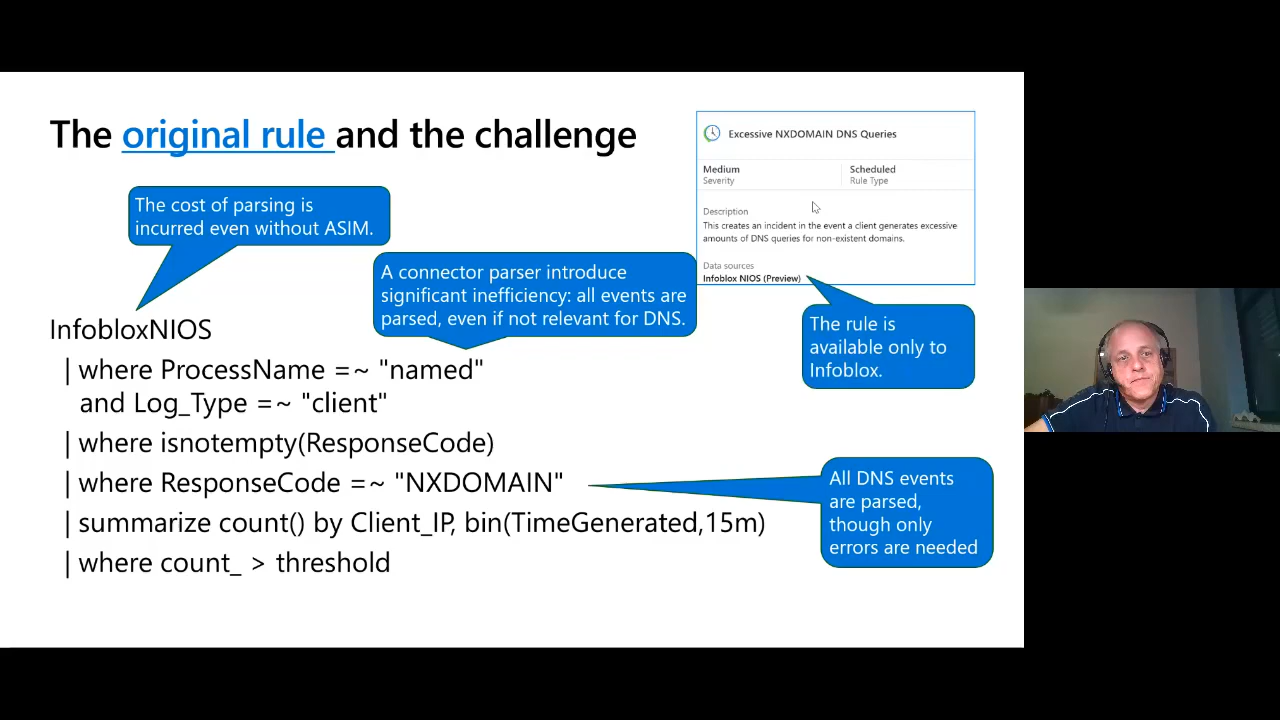 The original rule and the challenge
Excessive NXDOMAIN DNS Queries
Medium
Severity
Scheduled
Rule Type
Description
This creates an incident in the event a client generates excessive
amounts of DNS queries for non-existent domains.
Data sources
Infoblox NIOS (Preview)
The cost of parsing is
incurred even without ASIM.
A connector parser introduce
significant inefficiency: all events are
parsed, even if not relevant for DNS.
The rule is
available only to
Infoblox.
InfobloxNIOS
| where ProcessName =~ "named"
and Log_Type =~ "client"
| where isnotempty(ResponseCode)
| where ResponseCode =~ "NXDOMAIN"
| summarize count() by Client_IP, bin(TimeGenerated,15m)
| where count_ > threshold
All DNS events
are parsed,
though only
errors are needed